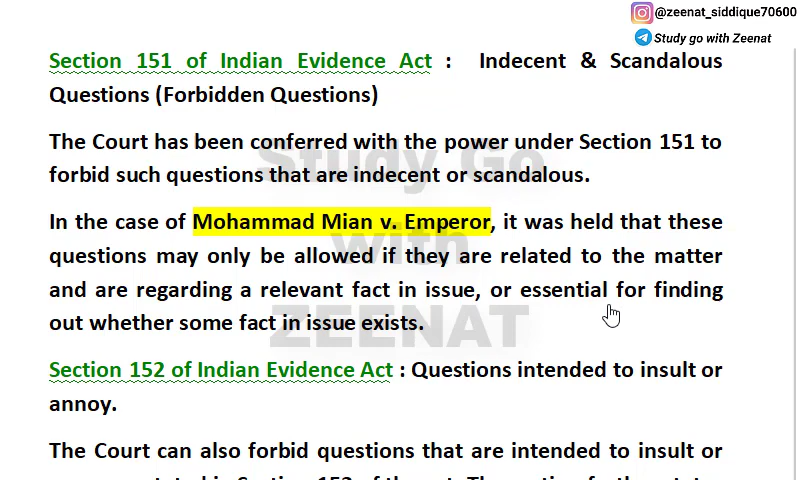 @zeenat_siddique70600
Study go with Zeenat
Section 151 of Indian Evidence Act : Indecent & Scandalous
Questions (Forbidden Questions)
The Court has been conferred with the power under Section 151 to
forbid such questions that are indecent or scandalous.
In the case of Mohammad Mian v. Emperor, it was held that these
questions may only be allowed if they are related to the matter
and are regarding a relevant fact in issue, or essential for finding
out whether some fact in issue exists.
Section 152 of Indian Evidence Act : Questions intended to insult or
annoy.
The Court can also forbid questions that are intended to insult or
Study Go
with
ZEENAT